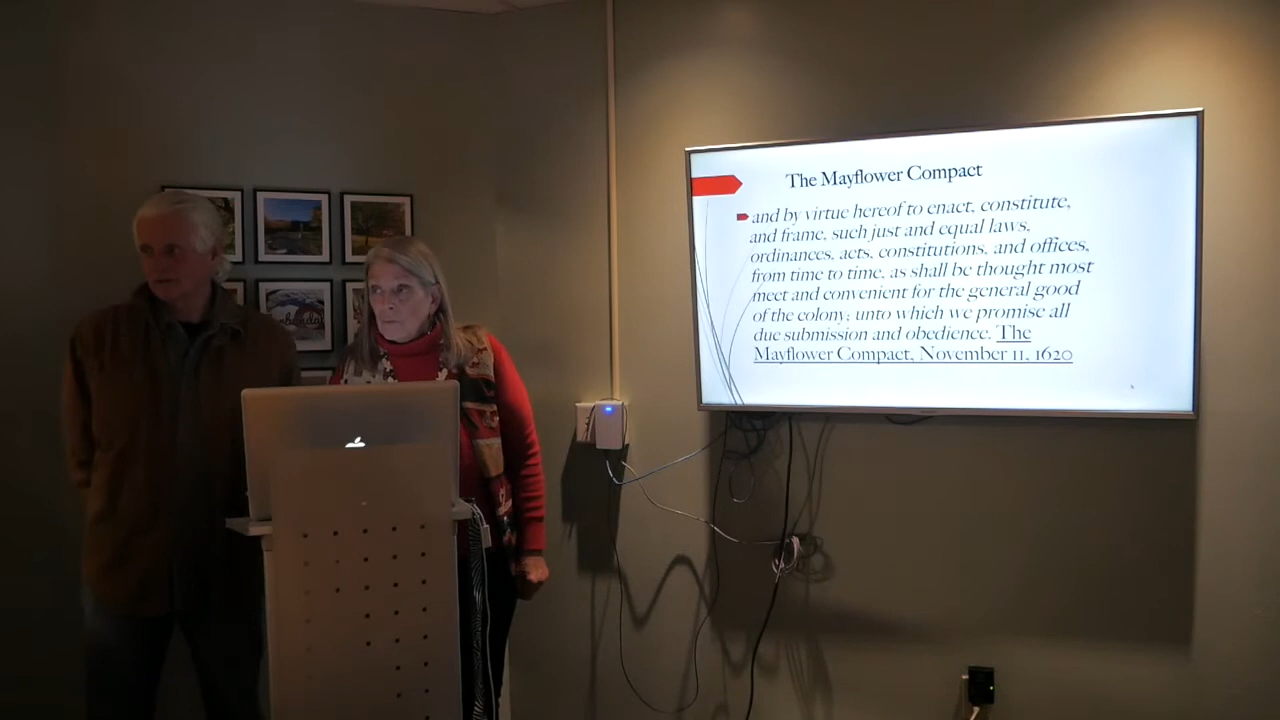 The Mayflower Compact
and by virtue hereof to enact, constitute,
and frame, such just and equal laws,
ordinances, acts, constitutions, and offices,
from time to time, as shall be thought most
meet and convenient for the general good
of the colony; unto which we promise all
due submission and obedience. The
Mayflower Compact, November 11, 1620